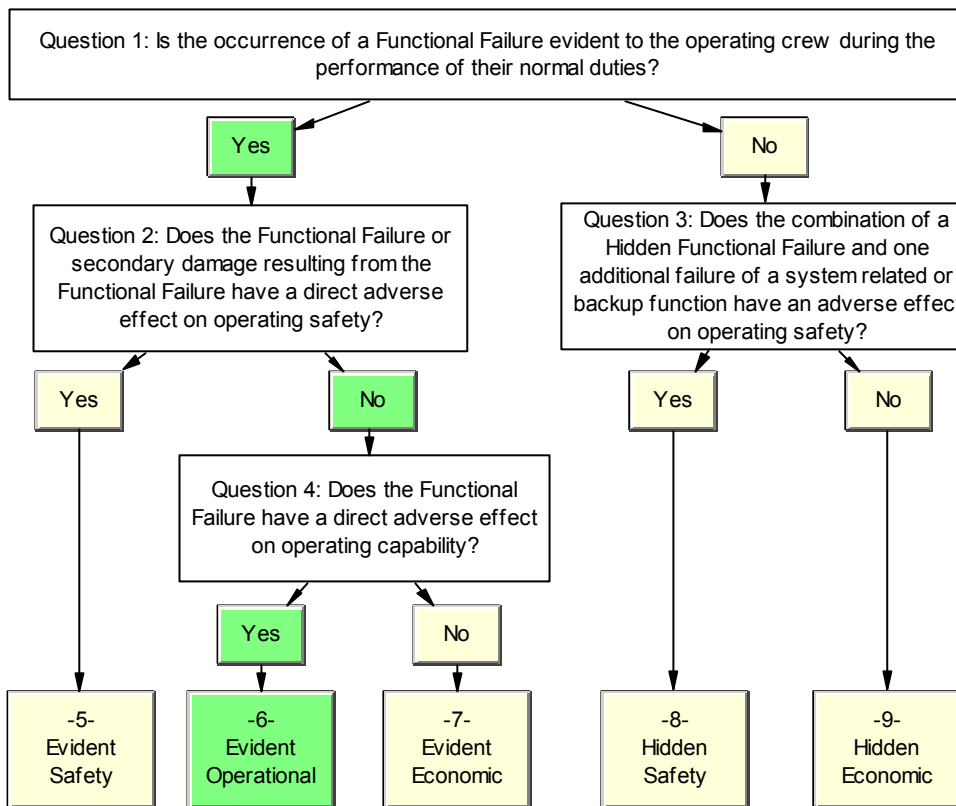 Question 1: Is the occurrence of a Functional Failure evident to the operating crew during the
performance of their normal duties?
Yes
No
Question 2: Does the Functional Failure or
secondary damage resulting from the
Functional Failure have a direct adverse
effect on operating safety?
Question 3: Does the combination of a
Hidden Functional Failure and one
additional failure of a system related or
backup function have an adverse effect
on operating safety?
Yes
No
Yes
No
Question 4: Does the Functional
Failure have a direct adverse effect
on operating capability?
Yes
No
-5-
Evident
Safety
-6-
Evident
Operational
-7-
Evident
Economic
-8-
Hidden
Safety
-9-
Hidden
Economic